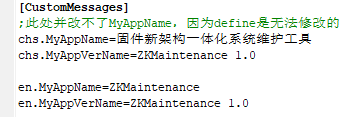 [CustomMessages]
;此处并改不了MyAppName，因为define是无法修改的
chs.MyAppName=固件新架构一体化系统维护工具
chs.MyAppVerName=ZKMaintenance 1.0
en.MyAppName=ZKMaintenance
en.MyAppVerName=ZKMaintenance 1.0